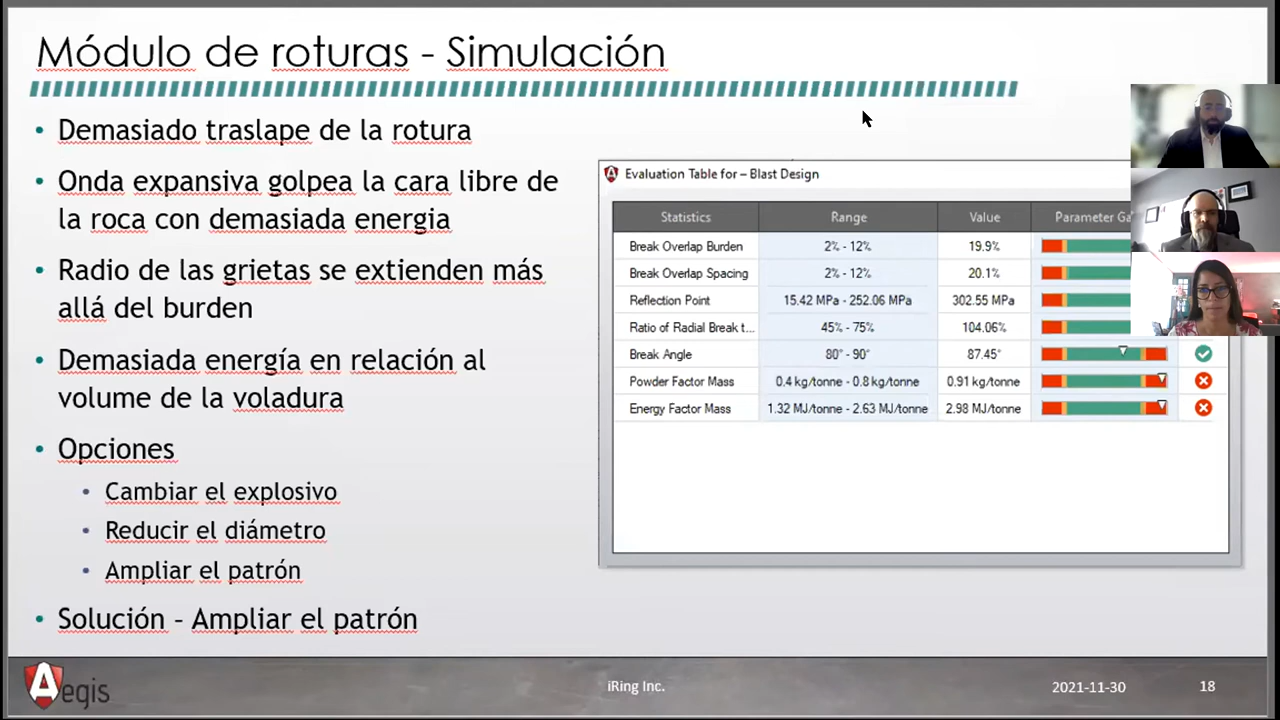 Módulo de roturas - Simulación
Demasiado traslape de la rotura
Onda expansiva golpea la cara libre de
la roca con demasiada energia
Radio de las grietas se extienden más
allá del burden
Demasiada energía en relación al
volumen de la voladura
Opciones
Cambiar el explosivo
Reducir el diámetro
Ampliar el patrón
Solución – Ampliar el patrón
Evaluation Table for – Blast Design
Statistics Range Value Parameter Ga
Break Overlap Burden 2% - 12% 19.9%
Break Overlap Spacing 2% - 12% 20.1%
Reflection Point 15.42 MPa - 252.06 MPa 302.55 MPa
Ratio of Radial Break t... 45% - 75% 104.06%
Break Angle 80° - 90° 87.45°
Powder Factor Mass 0.4 kg/tonne - 0.8 kg/tonne 0.91 kg/tonne
Energy Factor Mass 1.32 MJ/tonne - 2.63 MJ/tonne 2.98 MJ/tonne
Aegis
iRing Inc.
2021-11-30
18